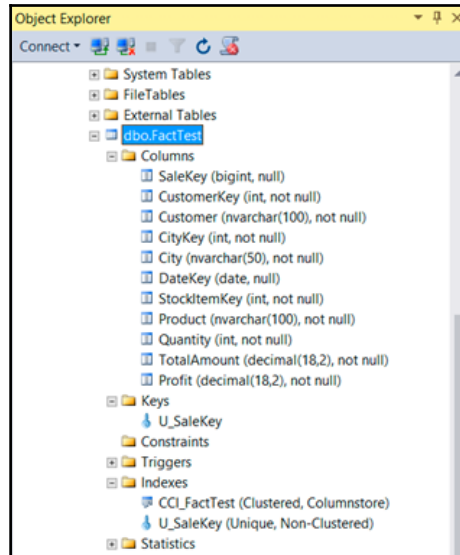 Object Explorer
Connect
System Tables
FileTables
External Tables
dbo.FactTest
Columns
SaleKey (bigint, null)
CustomerKey (int, not null)
Customer (nvarchar(100), not null)
CityKey (int, not null)
City (nvarchar(50), not null)
DateKey (date, null)
StockItemKey (int, not null)
Product (nvarchar(100), not null)
Quantity (int, not null)
TotalAmount (decimal(18,2), not null)
Profit (decimal(18,2), not null)
Keys
U_SaleKey
Constraints
Triggers
Indexes
CCI_FactTest (Clustered, Columnstore)
U_SaleKey (Unique, Non-Clustered)
Statistics